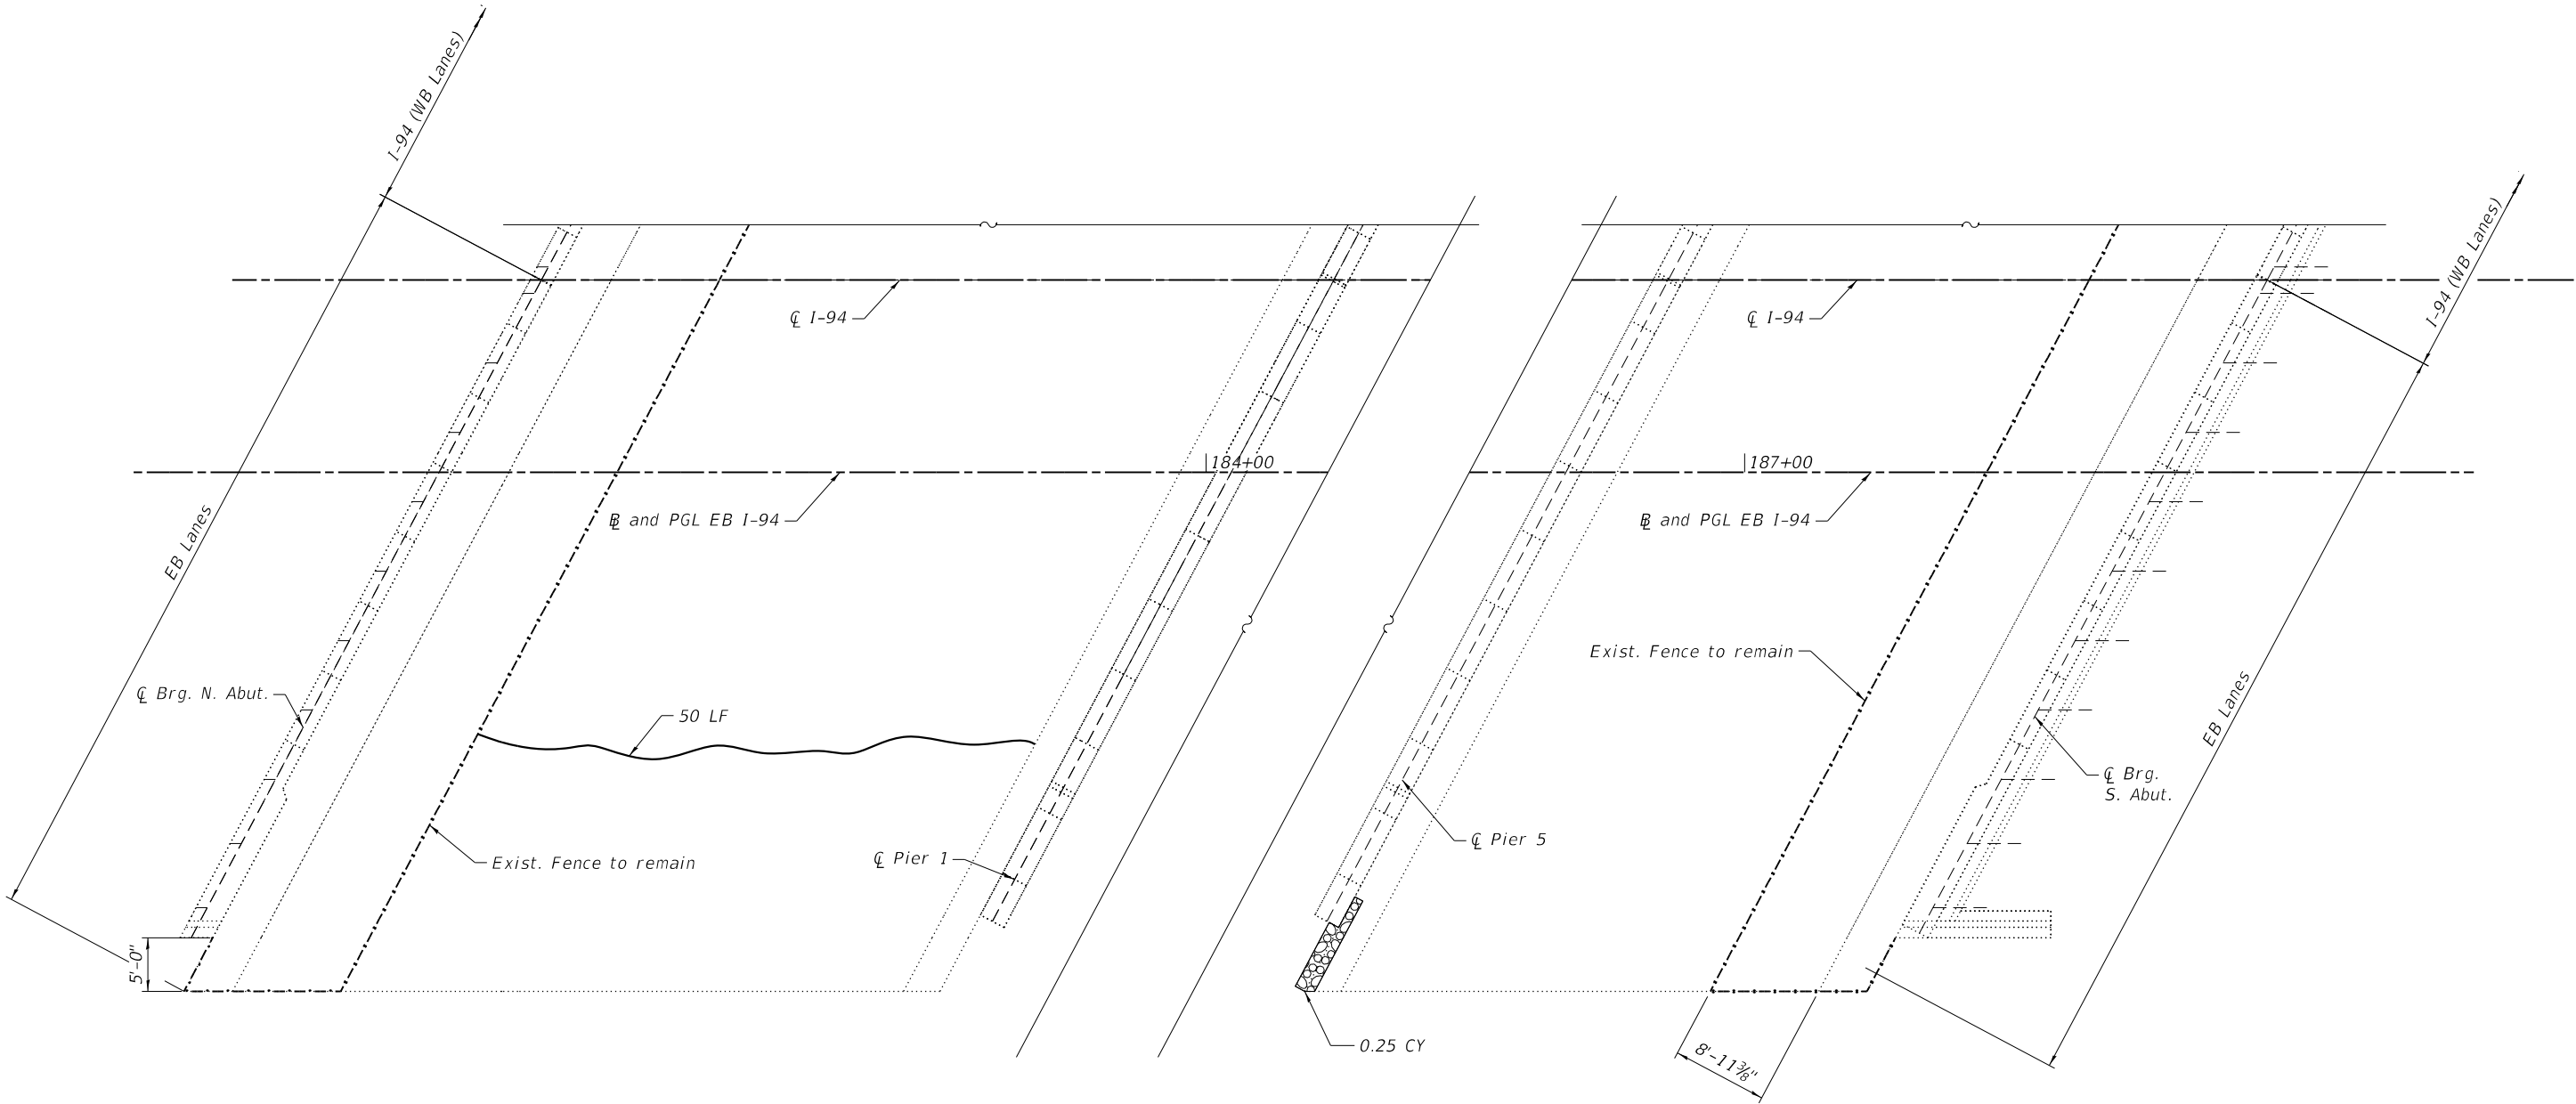 I-94 (WB Lanes)
I-94 (WB Lanes)
℄ I-94
℄ I-94
184+00
187+00
EB Lanes
℄ and PGL EB I-94
℄ and PGL EB I-94
Exist. Fence to remain
℄ Brg. N. Abut.
50 LF
EB Lanes
℄ Brg.
S. Abut.
Exist. Fence to remain
℄ Pier 1
℄ Pier 5
5'-0"
0.25 CY
8'-11⅜"